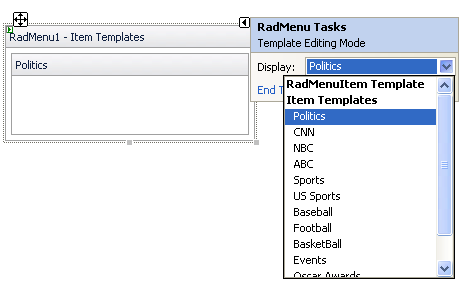 RadMenu1 - Item Templates
Politics
RadMenu Tasks
Template Editing Mode
Display: Politics
End T
RadMenuItem Template
Item Templates
Politics
CNN
NBC
ABC
Sports
US Sports
Baseball
Football
BasketBall
Events
Oscar Awards